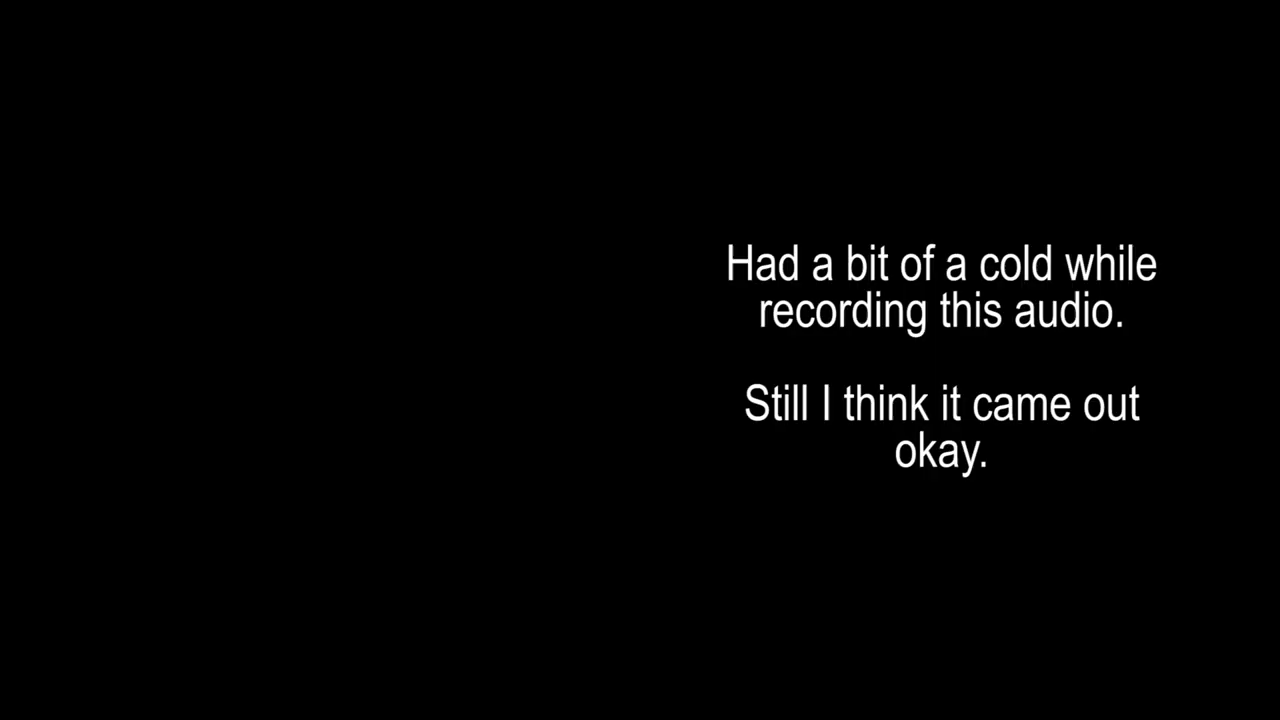 Had a bit of a cold while
recording this audio.
Still I think it came out
okay.